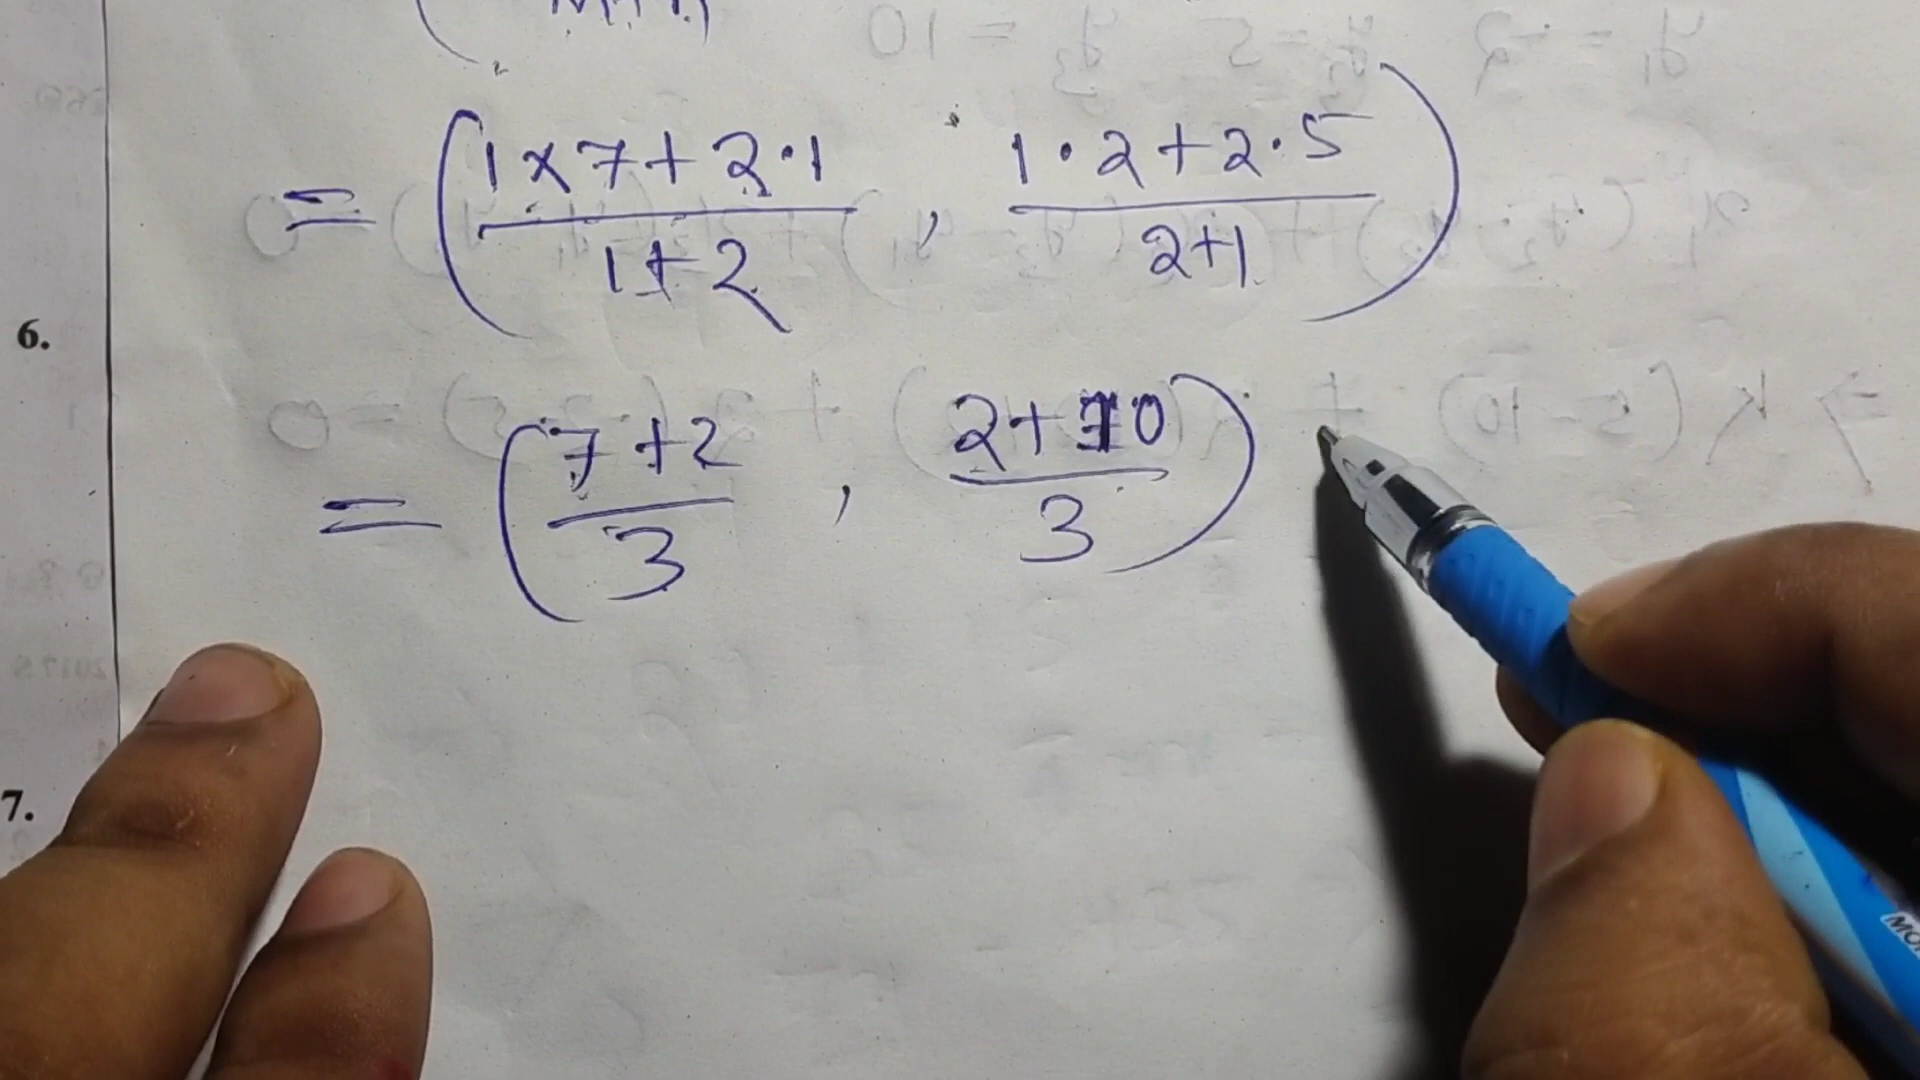 m+n
= ( 1×7+2·1 / 1+2 , 1·2+2·5 / 2+1 )
6.
= ( 7+2 / 3 , 2+10 / 3 )
7.